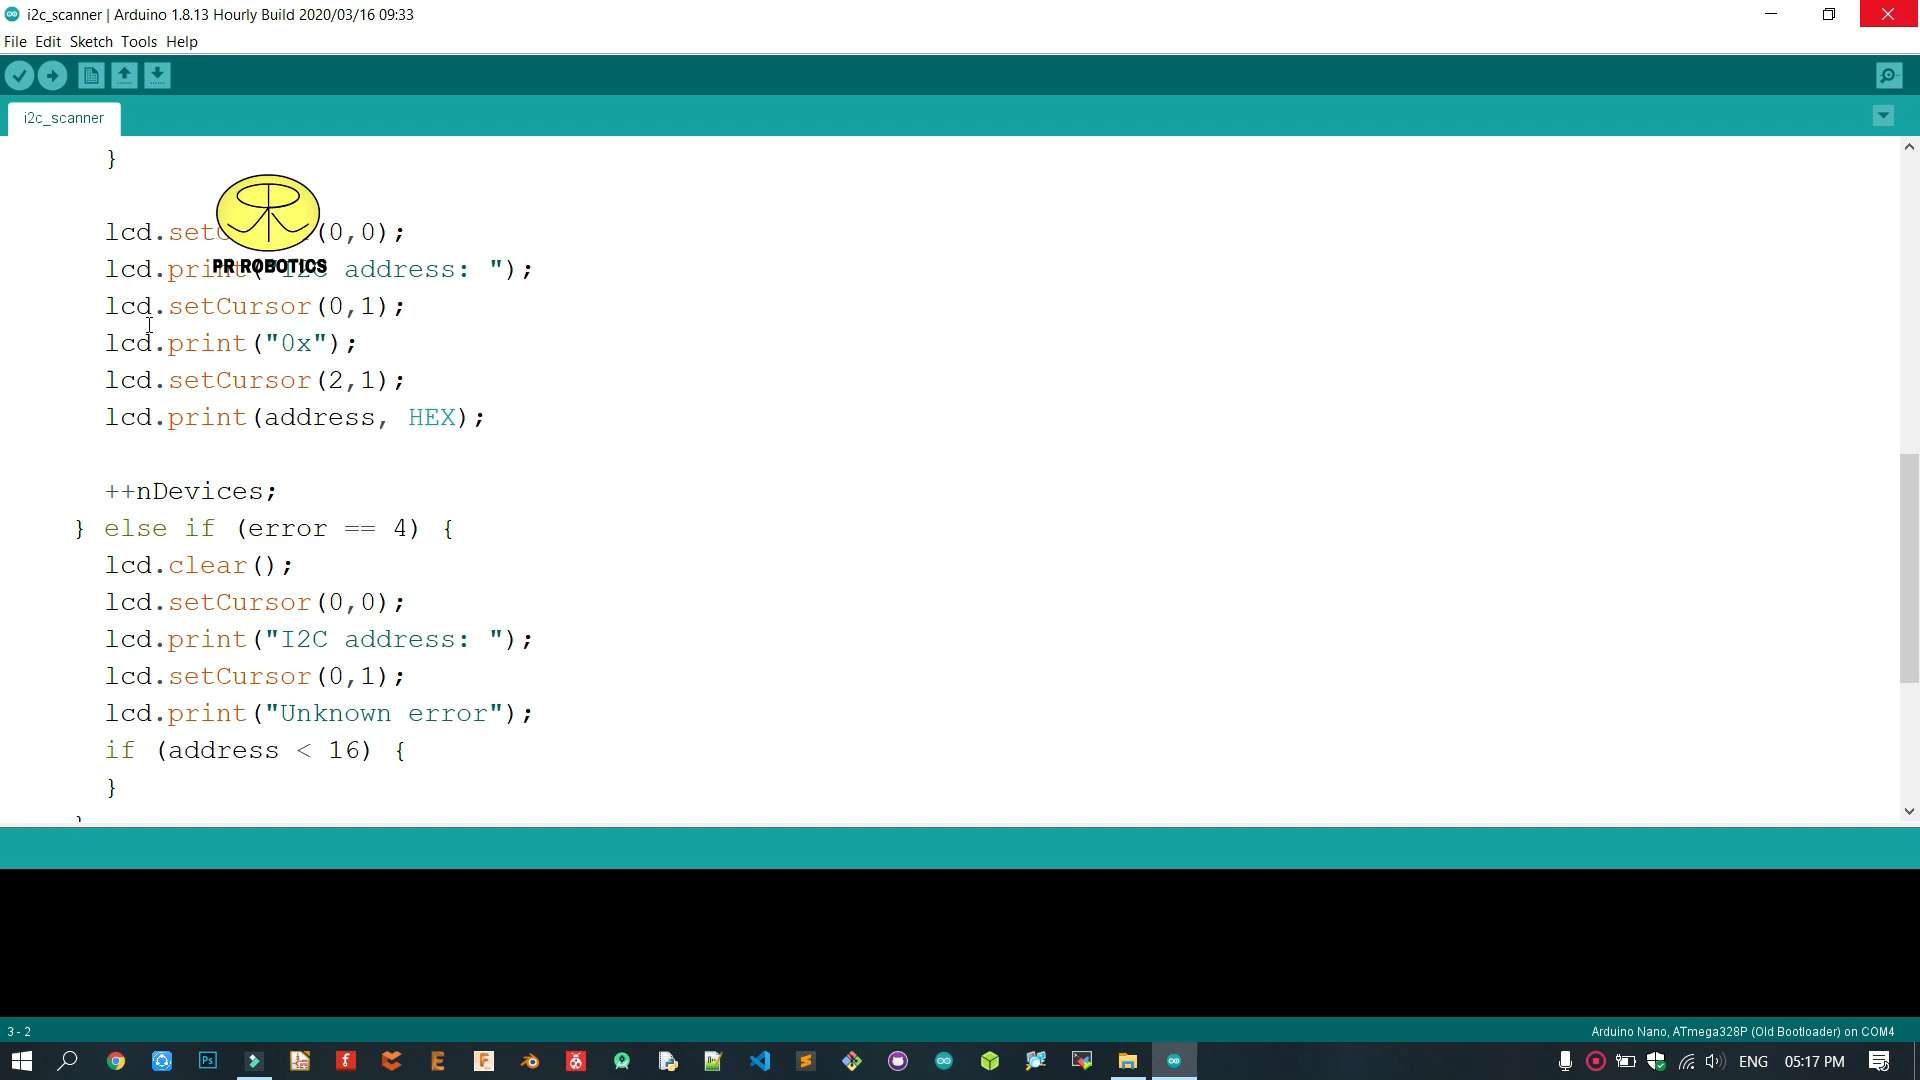 i2c_scanner | Arduino 1.8.13 Hourly Build 2020/03/16 09:33
File Edit Sketch Tools Help
i2c_scanner
}
lcd.set (0,0);
PR ROBOTICS
lcd.print("I2C address: ");
lcd.setCursor(0,1);
lcd.print("0x");
lcd.setCursor(2,1);
lcd.print(address, HEX);
++nDevices;
} else if (error == 4) {
lcd.clear();
lcd.setCursor(0,0);
lcd.print("I2C address: ");
lcd.setCursor(0,1);
lcd.print("Unknown error");
if (address < 16) {
}
3 - 2
Arduino Nano, ATmega328P (Old Bootloader) on COM4
Ps
ENG
05:17 PM